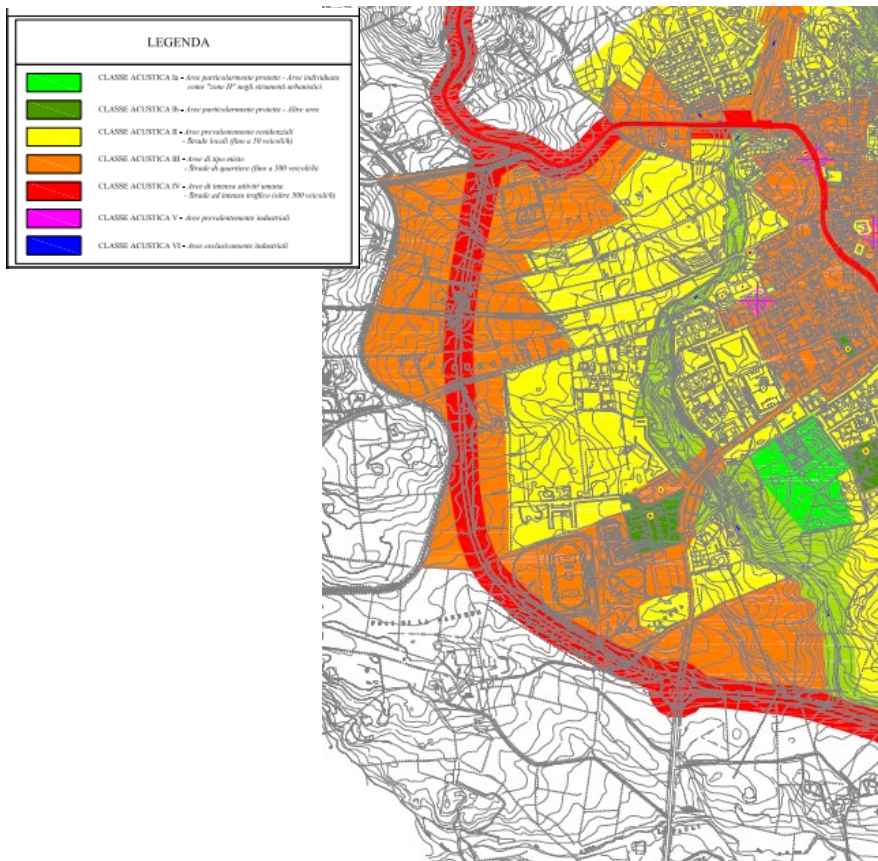 LEGENDA
CLASSE ACUSTICA Ia - Aree particolarmente protette - Aree individuate
come "zone H" negli strumenti urbanistici
CLASSE ACUSTICA Ib - Aree particolarmente protette - Altre aree
CLASSE ACUSTICA II - Aree prevalentemente residenziali
- Strade locali (fino a 50 veicoli/h)
CLASSE ACUSTICA III - Aree di tipo misto
- Strade di quartiere (fino a 500 veicoli/h)
CLASSE ACUSTICA IV - Aree di intensa attivit� umana
- Strade ad intenso traffico (oltre 500 veicoli/h)
CLASSE ACUSTICA V - Aree prevalentemente industriali
CLASSE ACUSTICA VI - Aree esclusivamente industriali